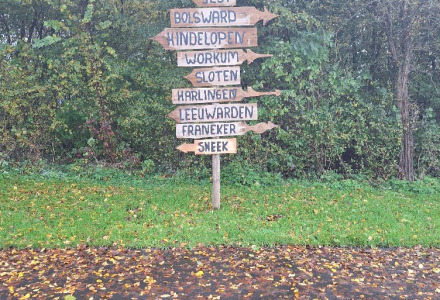 BOLSWARD
HINDELOPEN
WORKUM
SLOTEN
HARLINGEN
LEEUWARDEN
FRANEKER
SNEEK